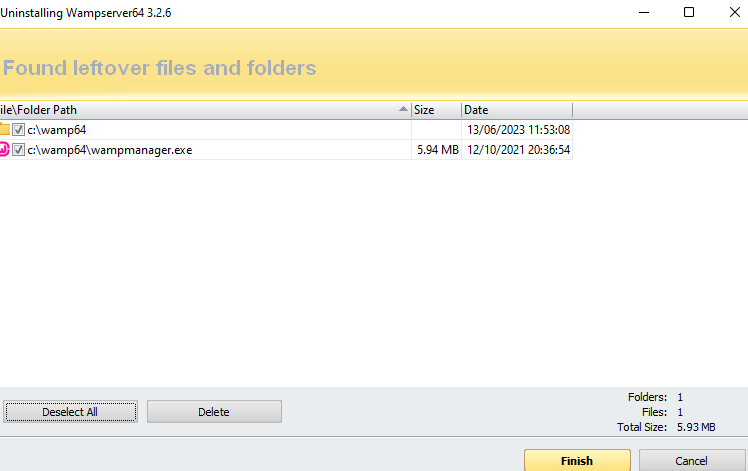 Uninstalling Wampserver64 3.2.6
Found leftover files and folders
ile\Folder Path Size Date
c:\wamp64 13/06/2023 11:53:08
c:\wamp64\wampmanager.exe 5.94 MB 12/10/2021 20:36:54
Folders: 1
Deselect All Delete Files: 1
Total Size: 5.93 MB
Finish Cancel